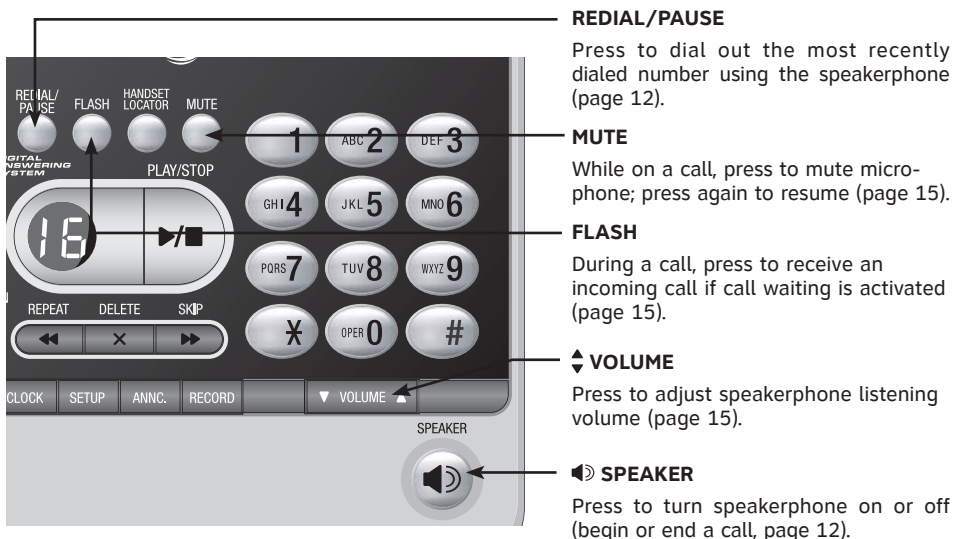 REDIAL/PAUSE
Press to dial out the most recently
dialed number using the speakerphone
(page 12).
MUTE
While on a call, press to mute micro-
phone; press again to resume (page 15).
FLASH
During a call, press to receive an
incoming call if call waiting is activated
(page 15).
VOLUME
Press to adjust speakerphone listening
volume (page 15).
SPEAKER
Press to turn speakerphone on or off
(begin or end a call, page 12).
REDIAL/
PAUSE
FLASH
HANDSET
LOCATOR
MUTE
IGITAL
NSWERING
YSTEM
PLAY/STOP
16
1
ABC 2
DEF 3
GHI 4
JKL 5
MNO 6
PQRS 7
TUV 8
WXYZ 9
* OPER 0 #
REPEAT DELETE SKIP
CLOCK SETUP ANNC. RECORD
VOLUME
SPEAKER